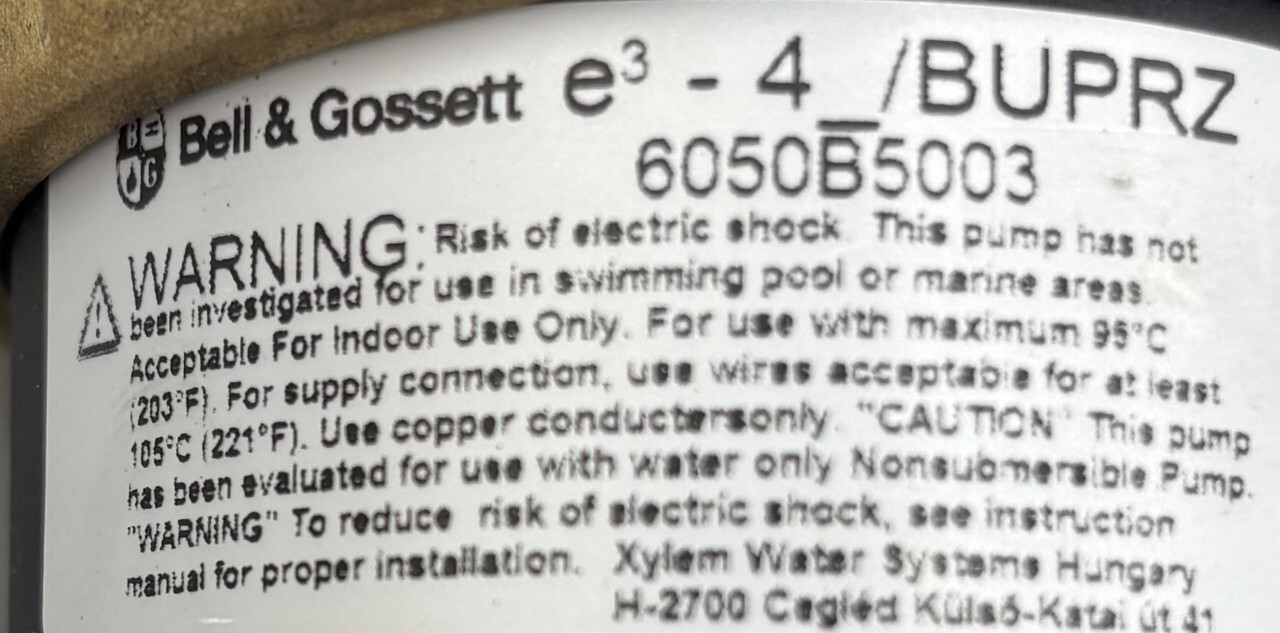 Bell & Gossett e³ - 4_/BUPRZ
B G
6050B5003
WARNING: Risk of electric shock. This pump has not
been investigated for use in swimming pool or marine areas.
Acceptable For Indoor Use Only. For use with maximum 95°C
(203°F). For supply connection, use wires acceptable for at least
105°C (221°F). Use copper conductersonly. "CAUTION" This pump
has been evaluated for use with water only Nonsubmersible Pump.
"WARNING" To reduce risk of electric shack, see instruction
manual for proper installation. Xylem Water Systems Hungary
H-2700 Cegléd Külső-Katai út 41